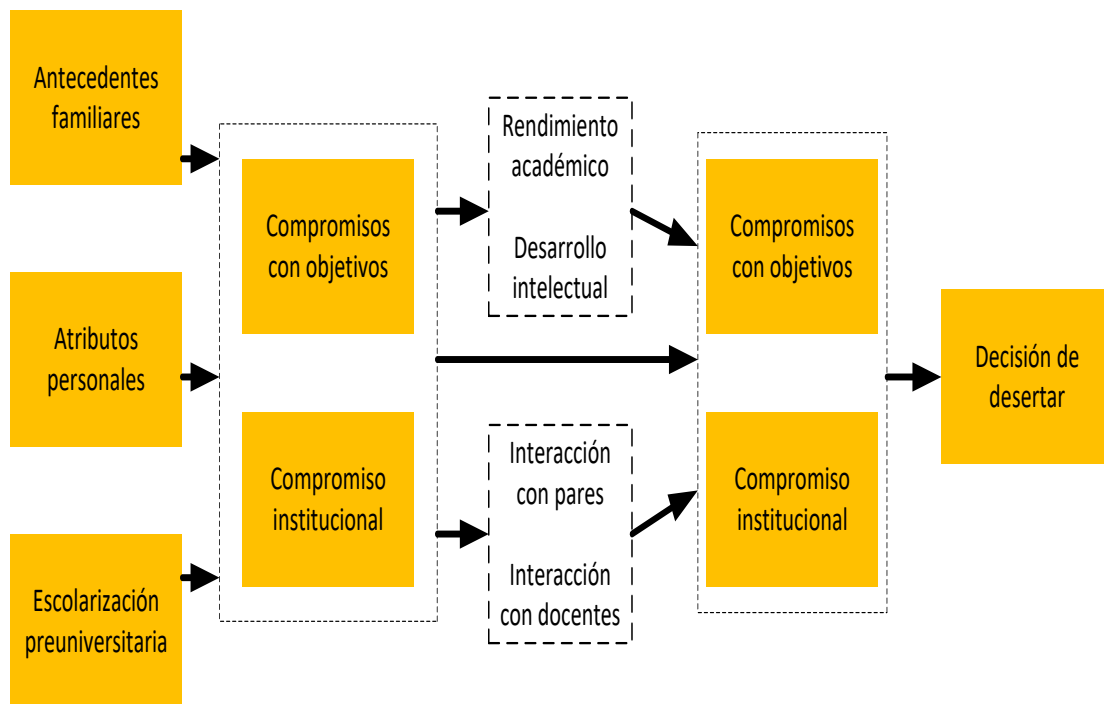 Antecedentes
familiares
Atributos
personales
Escolarización
preuniversitaria
Compromisos
con objetivos
Compromiso
institucional
Rendimiento
académico
Desarrollo
intelectual
Interacción
con pares
Interacción
con docentes
Compromisos
con objetivos
Compromiso
institucional
Decisión de
desertar